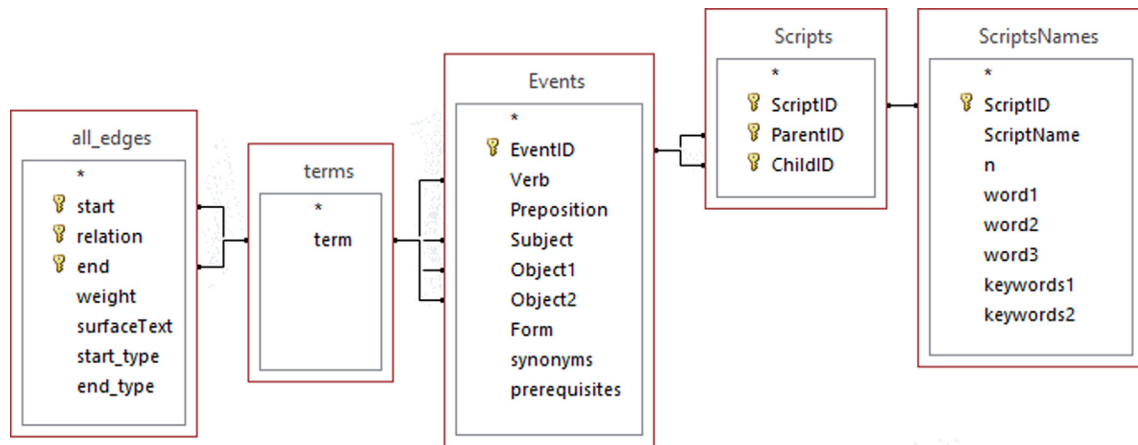 all_edges
*
start
relation
end
weight
surfaceText
start_type
end_type
terms
*
term
Events
*
EventID
Verb
Preposition
Subject
Object1
Object2
Form
synonyms
prerequisites
Scripts
*
ScriptID
ParentID
ChildID
ScriptsNames
*
ScriptID
ScriptName
n
word1
word2
word3
keywords1
keywords2